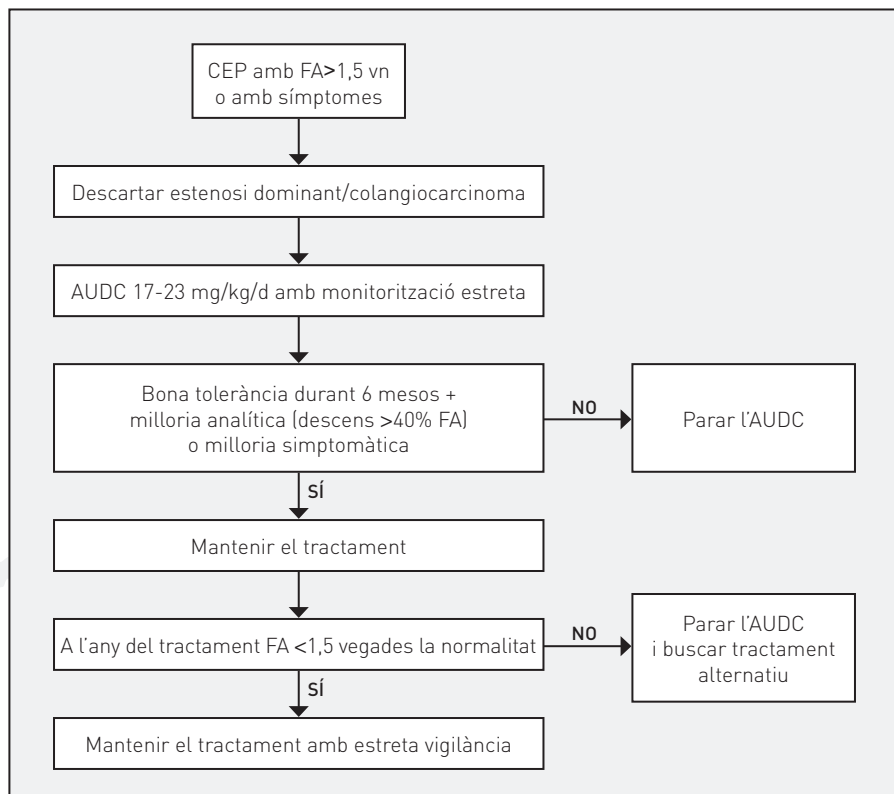 CEP amb FA>1,5 vn
o amb símptomes
Descartar estenosi dominant/colangiocarcinoma
AUDC 17-23 mg/kg/d amb monitorització estreta
Bona tolerància durant 6 mesos +
milloria analítica (descens >40% FA)
o milloria simptomàtica
NO
Parar l'AUDC
SÍ
Mantenir el tractament
A l'any del tractament FA <1,5 vegades la normalitat
NO
Parar l'AUDC
i buscar tractament
alternatiu
SÍ
Mantenir el tractament amb estreta vigilància